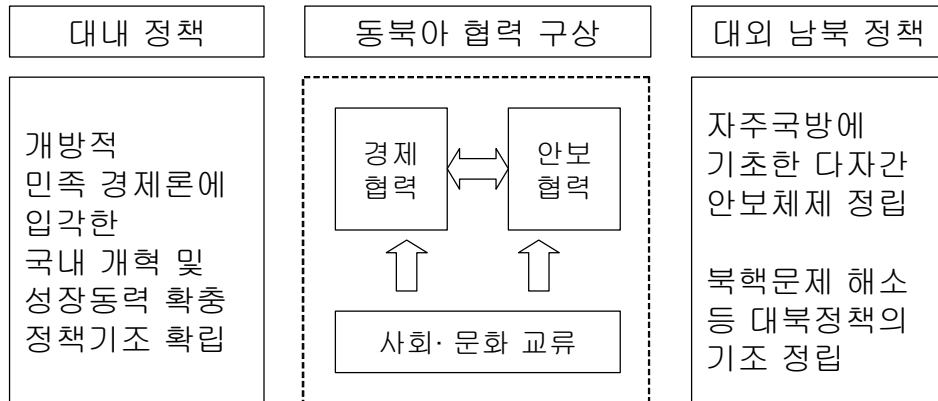 대내 정책
동북아 협력 구상
대외 남북 정책
개방적
민족 경제론에
입각한
국내 개혁 및
성장동력 확충
정책기조 확립
경제
협력
안보
협력
사회· 문화 교류
자주국방에
기초한 다자간
안보체제 정립
북핵문제 해소
등 대북정책의
기조 정립